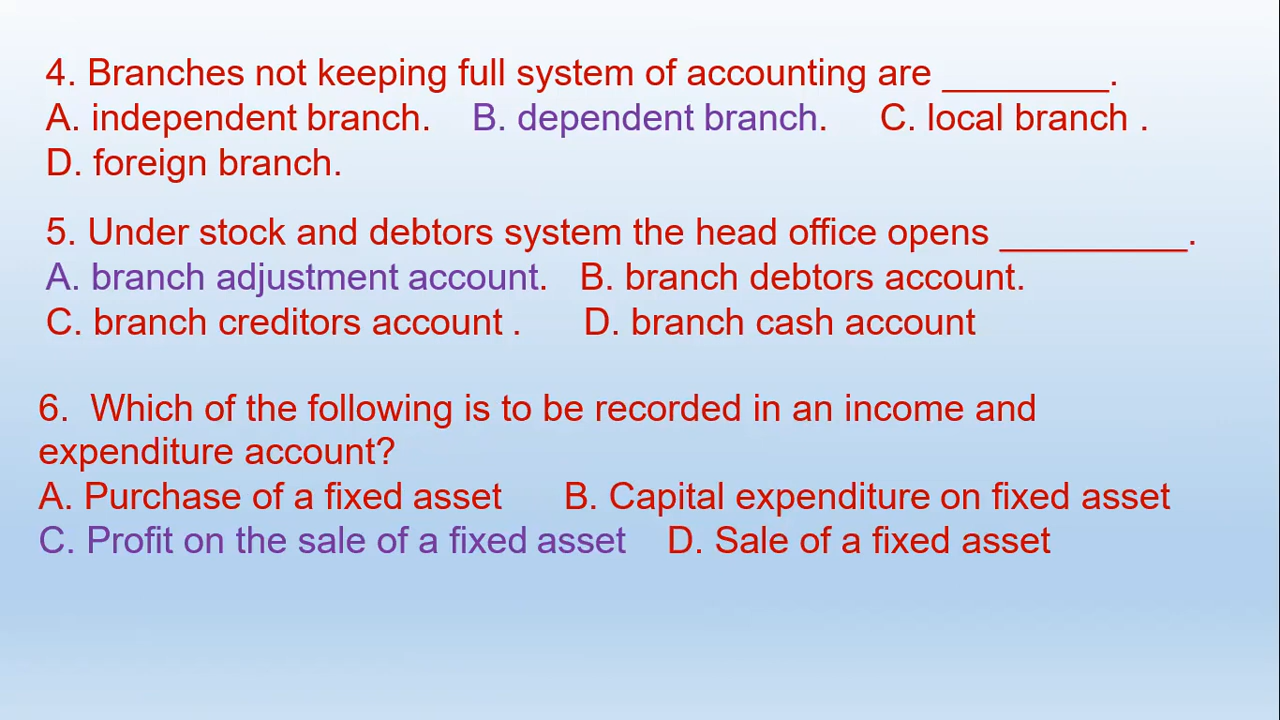 4. Branches not keeping full system of accounting are ________.
A. independent branch. B. dependent branch. C. local branch .
D. foreign branch.
5. Under stock and debtors system the head office opens _________.
A. branch adjustment account. B. branch debtors account.
C. branch creditors account . D. branch cash account
6. Which of the following is to be recorded in an income and
expenditure account?
A. Purchase of a fixed asset B. Capital expenditure on fixed asset
C. Profit on the sale of a fixed asset D. Sale of a fixed asset